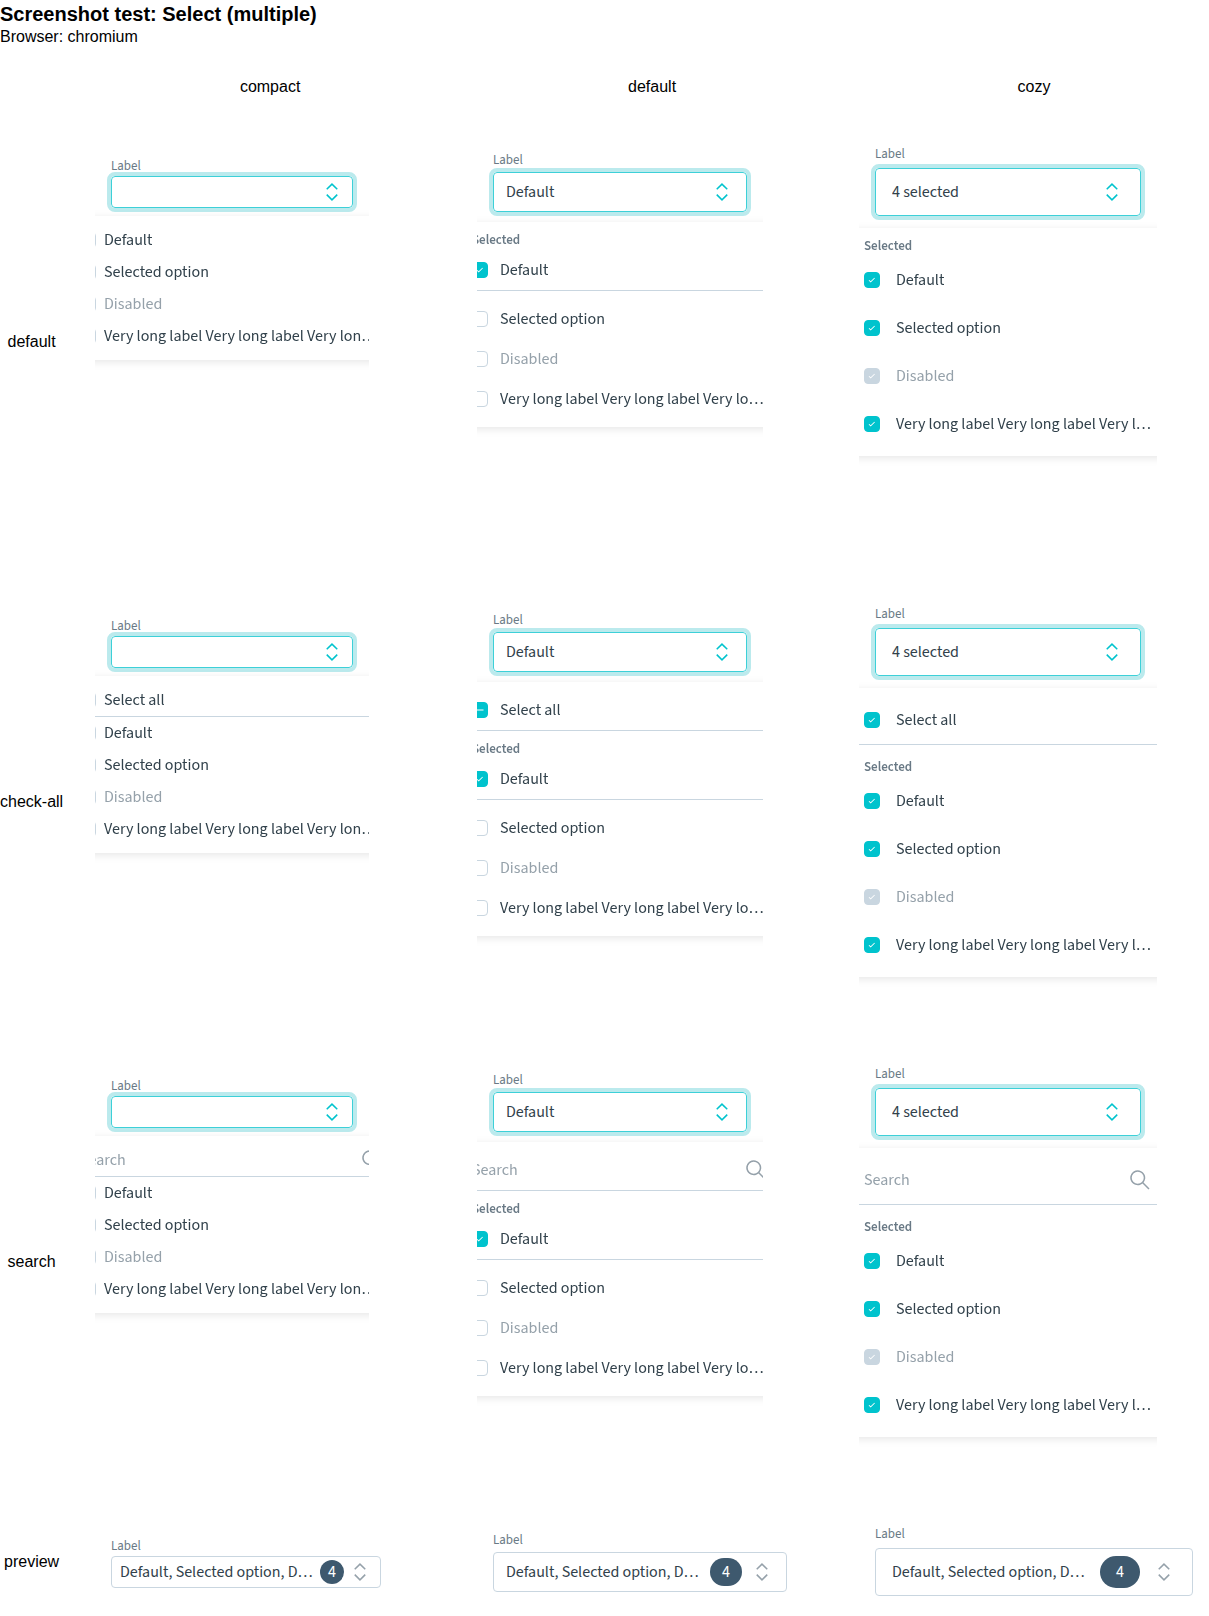 Screenshot test: Select (multiple)
Browser: chromium
compact default cozy
default
Label
Default
Selected option
Disabled
Very long label Very long label Very lon…
Label
Default
Selected
Default
Selected option
Disabled
Very long label Very long label Very lo…
Label
4 selected
Selected
Default
Selected option
Disabled
Very long label Very long label Very l…
check-all
Label
Select all
Default
Selected option
Disabled
Very long label Very long label Very lon…
Label
Default
Select all
Selected
Default
Selected option
Disabled
Very long label Very long label Very lo…
Label
4 selected
Select all
Selected
Default
Selected option
Disabled
Very long label Very long label Very l…
search
Label
earch
Default
Selected option
Disabled
Very long label Very long label Very lon…
Label
Default
Search
Selected
Default
Selected option
Disabled
Very long label Very long label Very lo…
Label
4 selected
Search
Selected
Default
Selected option
Disabled
Very long label Very long label Very l…
preview
Label
Default, Selected option, D… 4
Label
Default, Selected option, D… 4
Label
Default, Selected option, D… 4